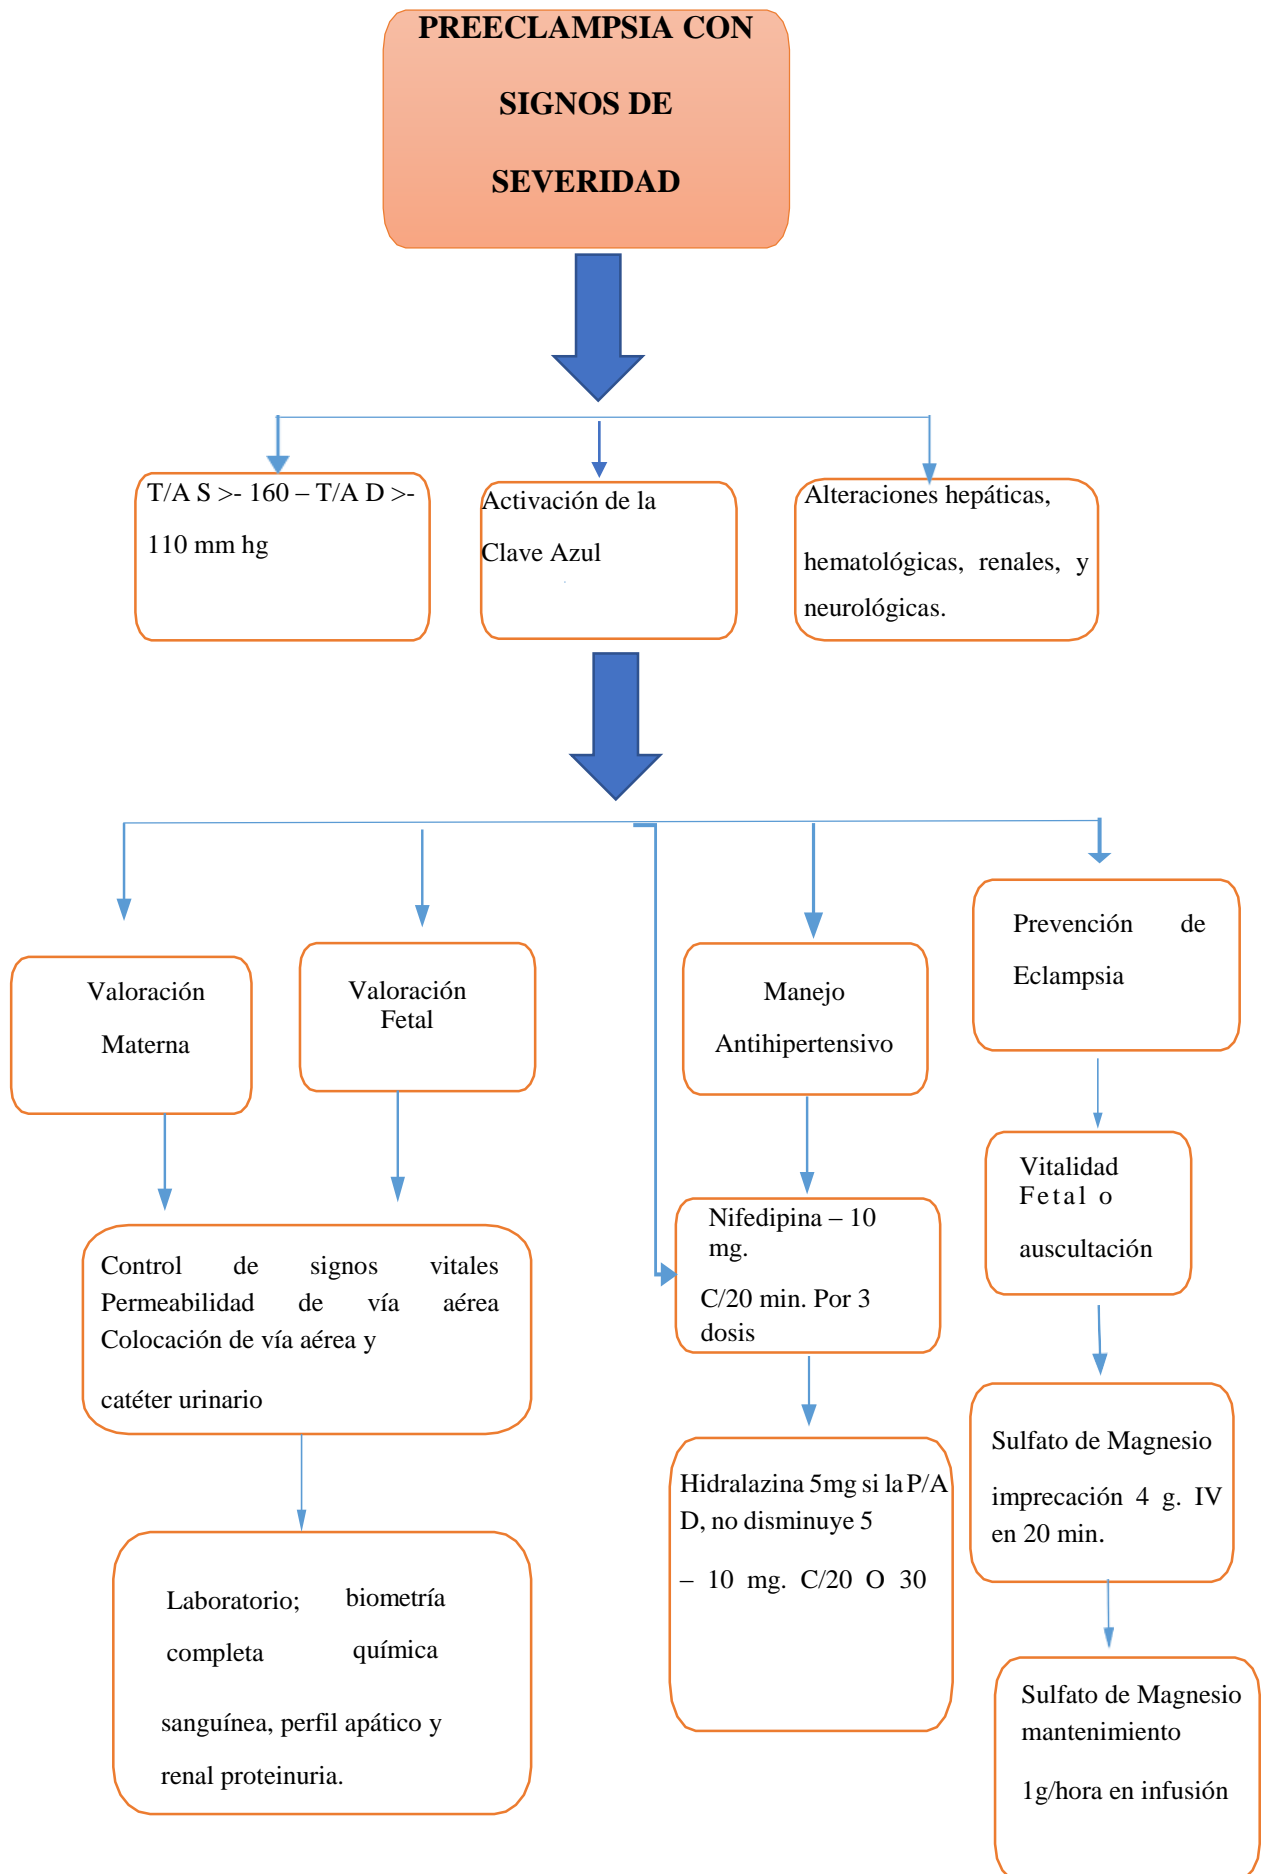 PREECLAMPSIA CON
SIGNOS DE
SEVERIDAD
T/A S >- 160 – T/A D >-
110 mm hg
Activación de la
Clave Azul
Alteraciones hepáticas,
hematológicas, renales, y
neurológicas.
Valoración
Materna
Valoración
Fetal
Manejo
Antihipertensivo
Prevención de
Eclampsia
Control de signos vitales
Permeabilidad de vía aérea
Colocación de vía aérea y
catéter urinario
Nifedipina – 10
mg.
C/20 min. Por 3
dosis
Vitalidad
Fetal o
auscultación
Laboratorio; biometría
completa química
sanguínea, perfil apático y
renal proteinuria.
Hidralazina 5mg si la P/A
D, no disminuye 5
– 10 mg. C/20 O 30
Sulfato de Magnesio
imprecación 4 g. IV
en 20 min.
Sulfato de Magnesio
mantenimiento
1g/hora en infusión